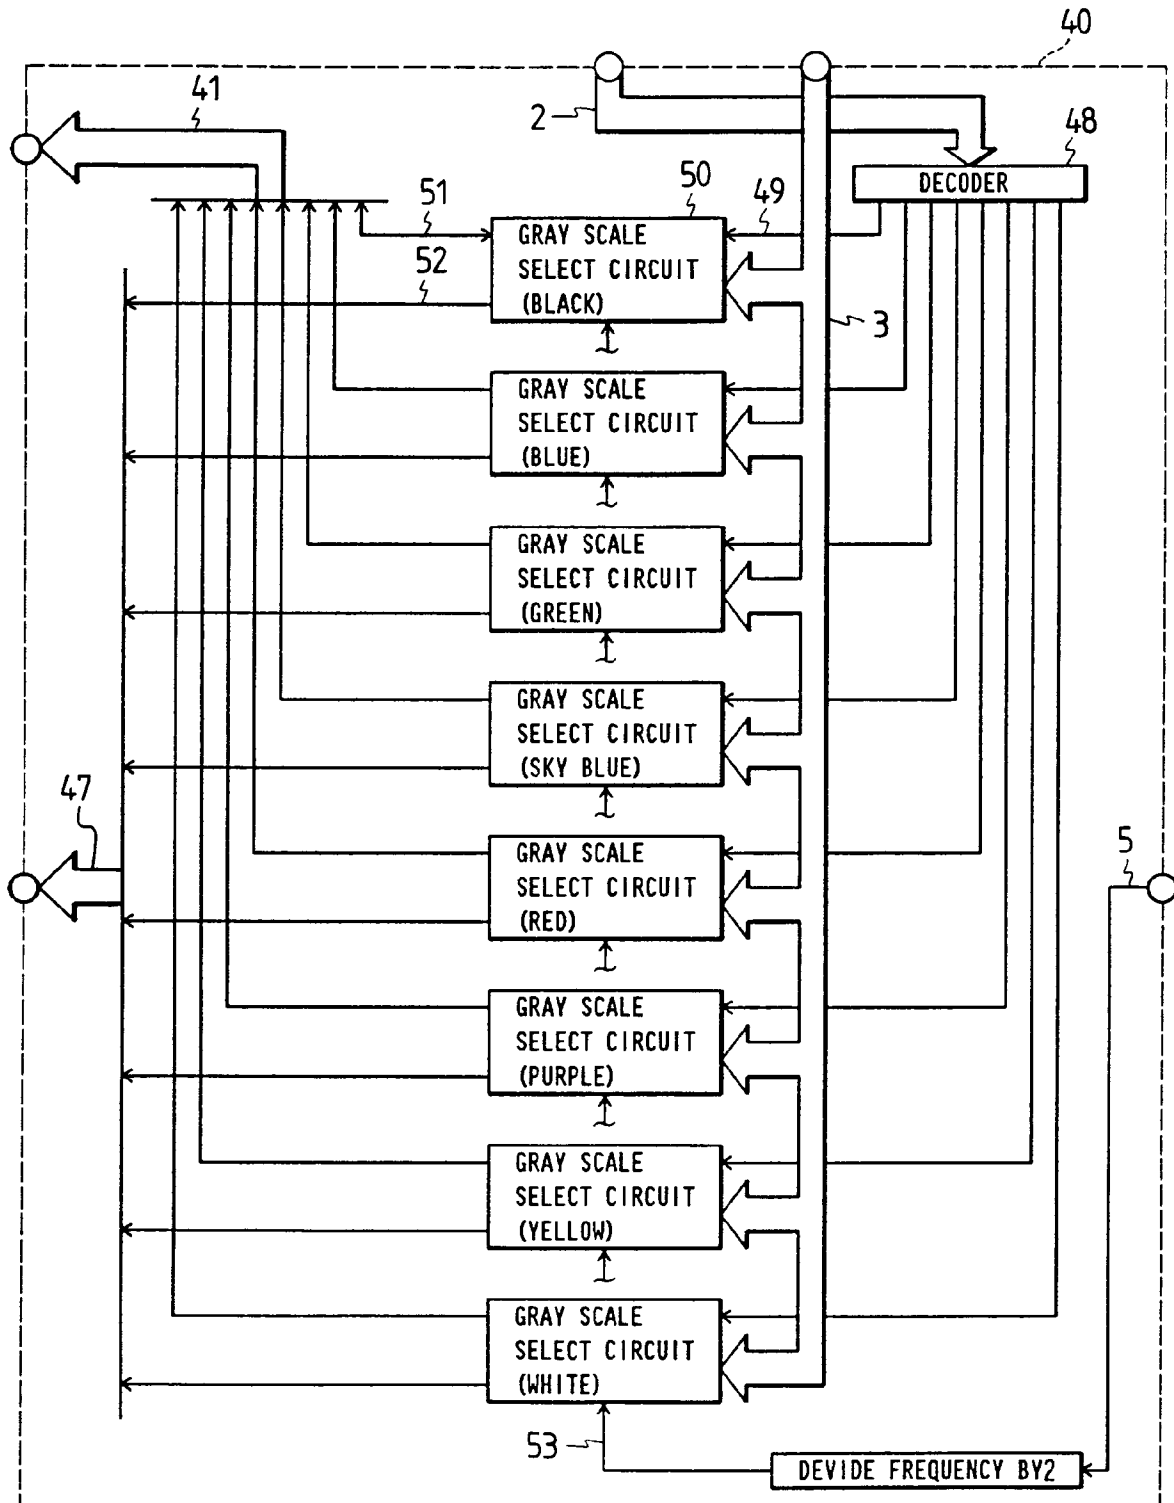 40
41
2
48
DECODER
51
50
49
GRAY SCALE
SELECT CIRCUIT
(BLACK)
52
3
GRAY SCALE
SELECT CIRCUIT
(BLUE)
GRAY SCALE
SELECT CIRCUIT
(GREEN)
GRAY SCALE
SELECT CIRCUIT
(SKY BLUE)
47
GRAY SCALE
SELECT CIRCUIT
(RED)
5
GRAY SCALE
SELECT CIRCUIT
(PURPLE)
GRAY SCALE
SELECT CIRCUIT
(YELLOW)
GRAY SCALE
SELECT CIRCUIT
(WHITE)
53
DEVIDE FREQUENCY BY2